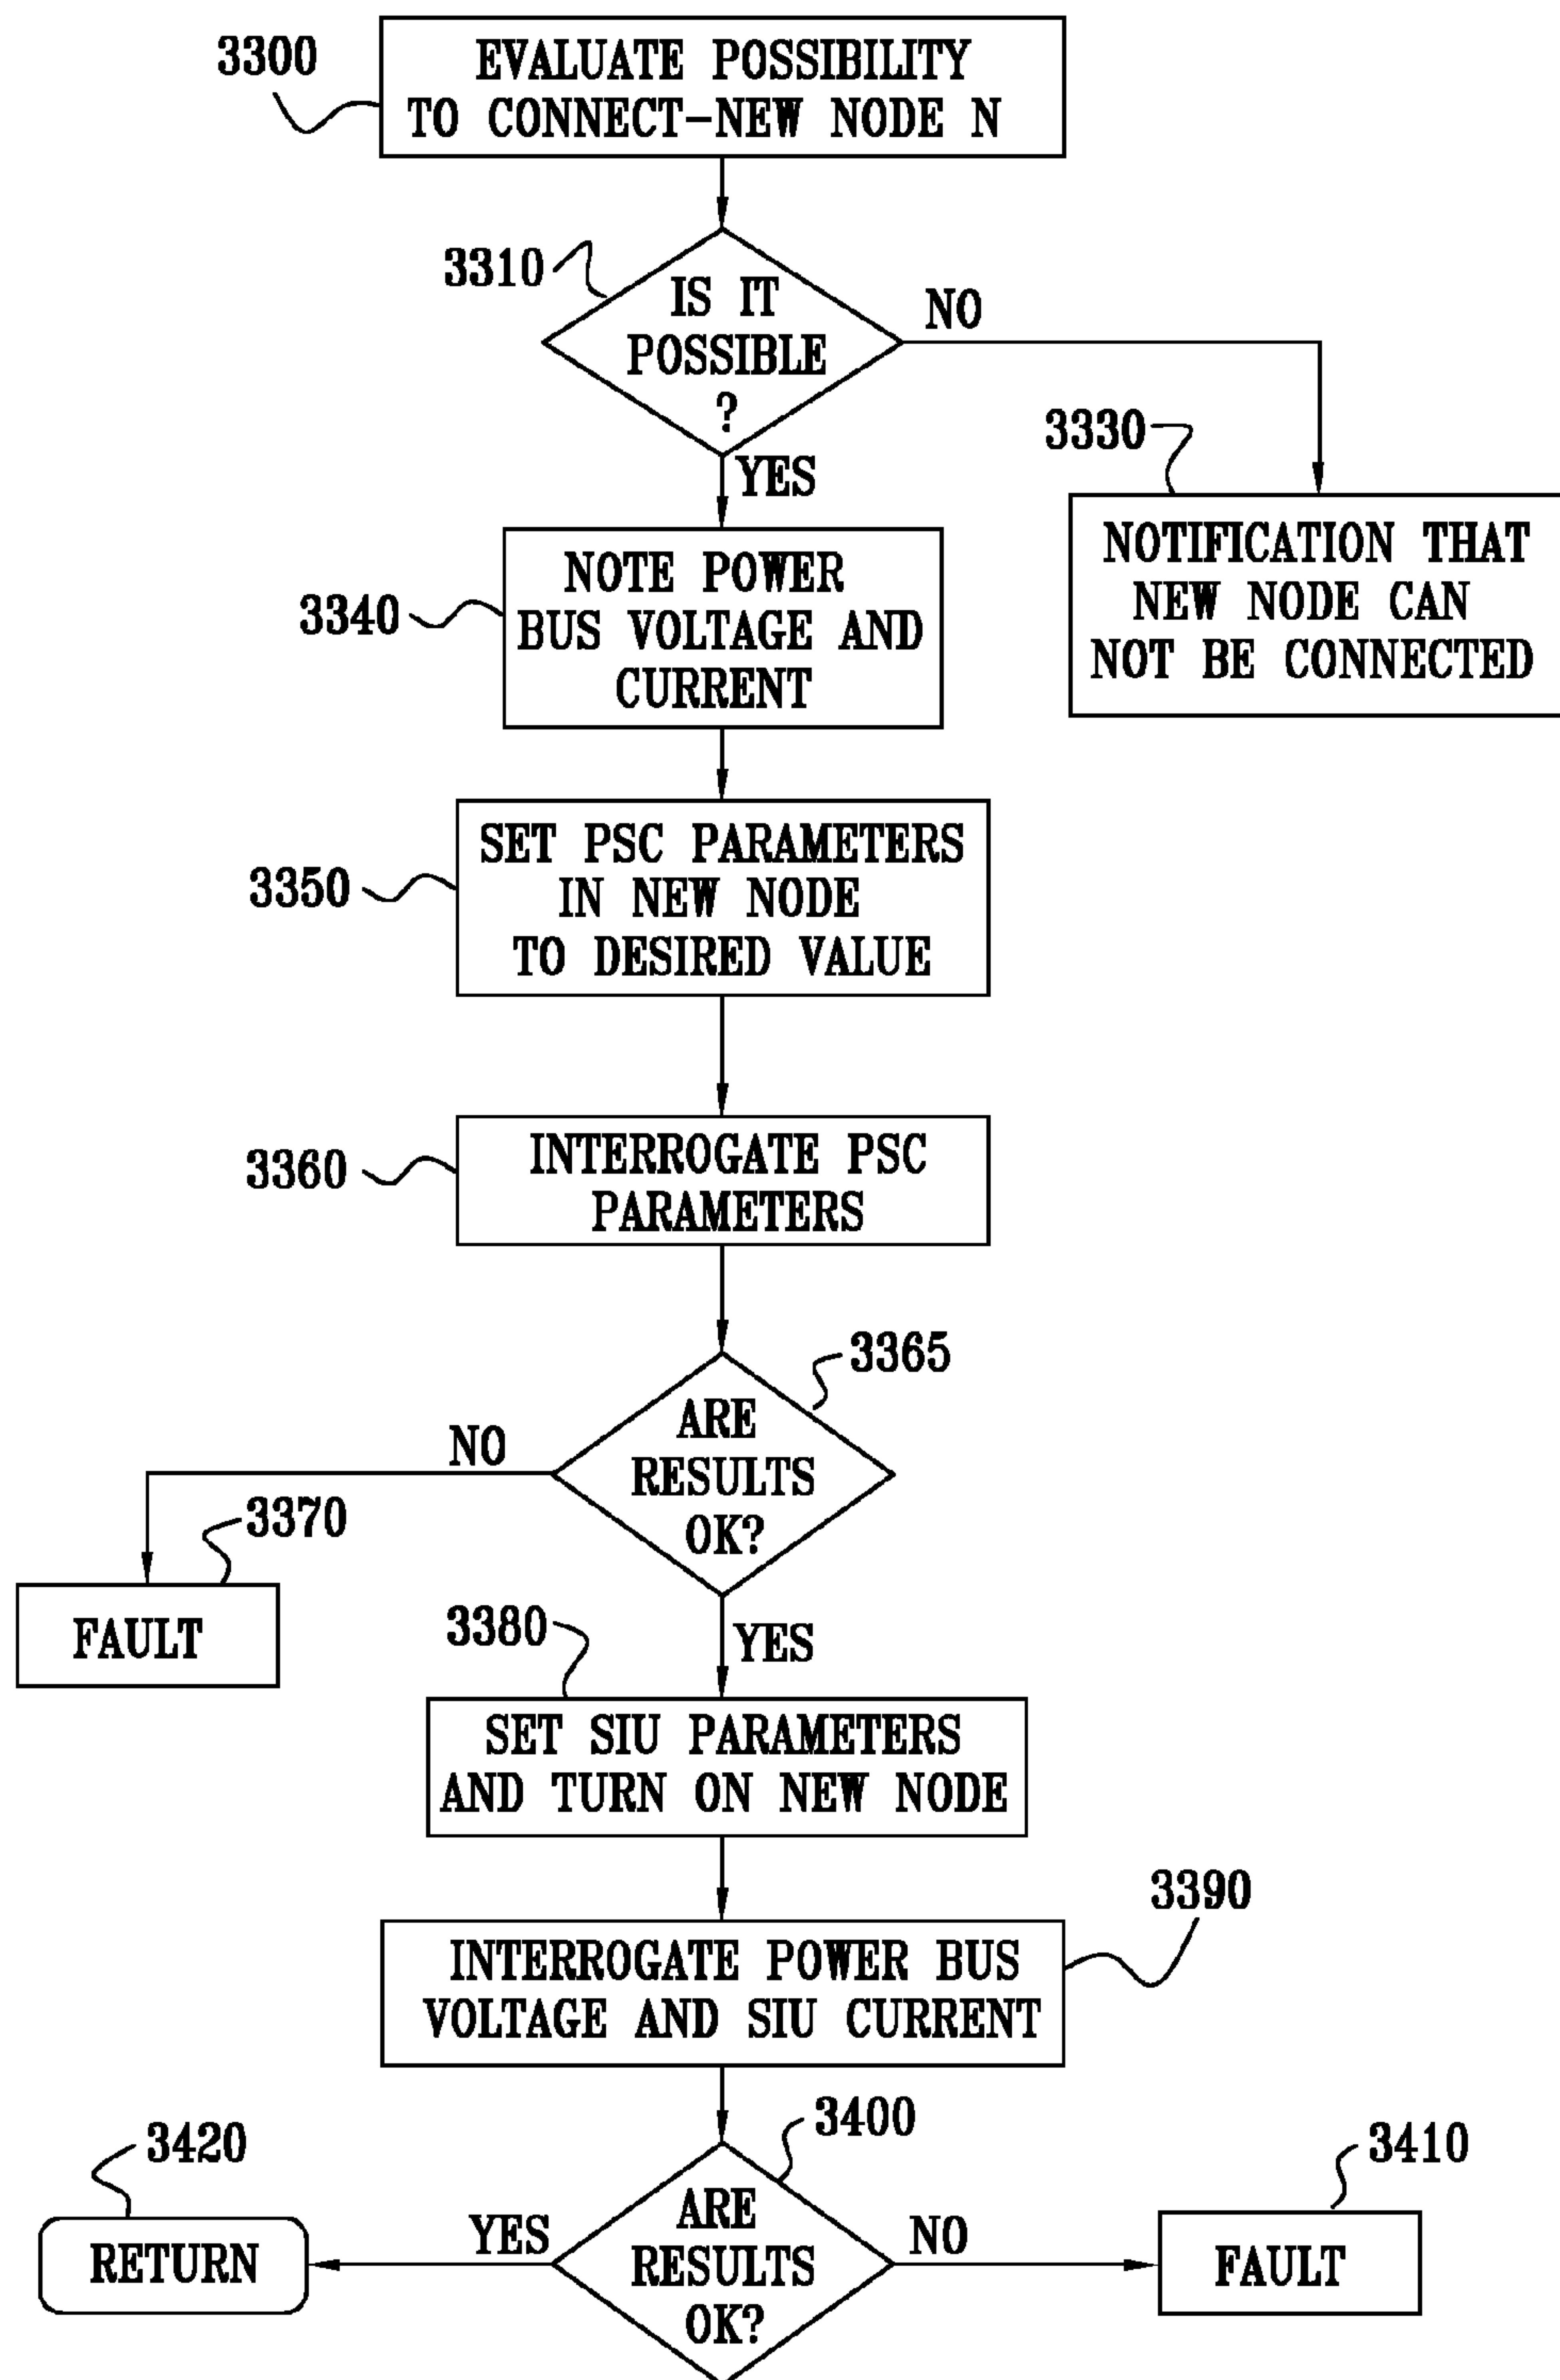 3300
EVALUATE POSSIBILITY
TO CONNECT-NEW NODE N
3310
IS IT
POSSIBLE
?
NO
YES
3330
NOTIFICATION THAT
NEW NODE CAN
NOT BE CONNECTED
3340
NOTE POWER
BUS VOLTAGE AND
CURRENT
3350
SET PSC PARAMETERS
IN NEW NODE
TO DESIRED VALUE
3360
INTERROGATE PSC
PARAMETERS
3365
ARE
RESULTS
OK?
NO
3370
FAULT
YES
3380
SET SIU PARAMETERS
AND TURN ON NEW NODE
3390
INTERROGATE POWER BUS
VOLTAGE AND SIU CURRENT
3400
ARE
RESULTS
OK?
YES
3420
RETURN
NO
3410
FAULT